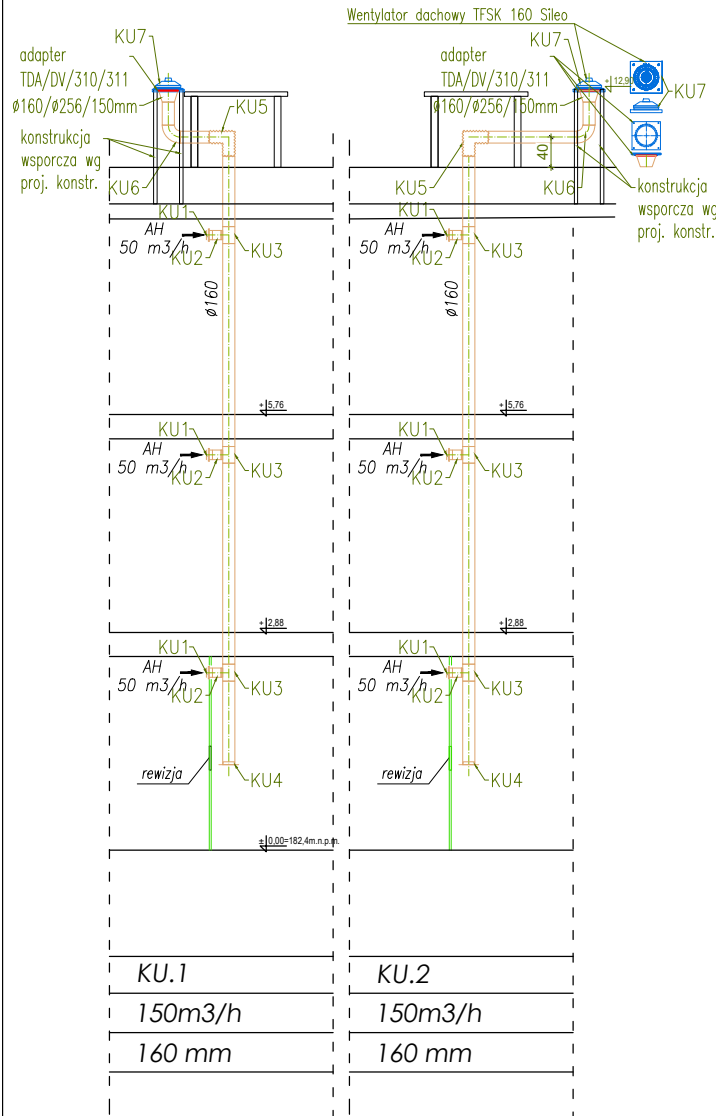 Wentylator dachowy TFSK 160 Sileo
KU7
adapter
TDA/DV/310/311
ø160/ø256/150mm
KU5
konstrukcja
wsporcza wg
proj. konstr.
KU6
KU1
AH
50 m3/h
KU2
KU3
ø160
+5,76
KU1
AH
50 m3/h
KU2
KU3
+2,88
KU1
AH
50 m3/h
KU2
KU3
rewizja
KU4
±0,00=182,4m.n.p.m.
KU.1
150m3/h
160 mm
KU7
adapter
TDA/DV/310/311
ø160/ø256/150mm
KU7
40
KU5
KU6
konstrukcja
wsporcza wg
proj. konstr.
KU1
AH
50 m3/h
KU2
KU3
ø160
+5,76
KU1
AH
50 m3/h
KU2
KU3
+2,88
KU1
AH
50 m3/h
KU2
KU3
rewizja
KU4
KU.2
150m3/h
160 mm